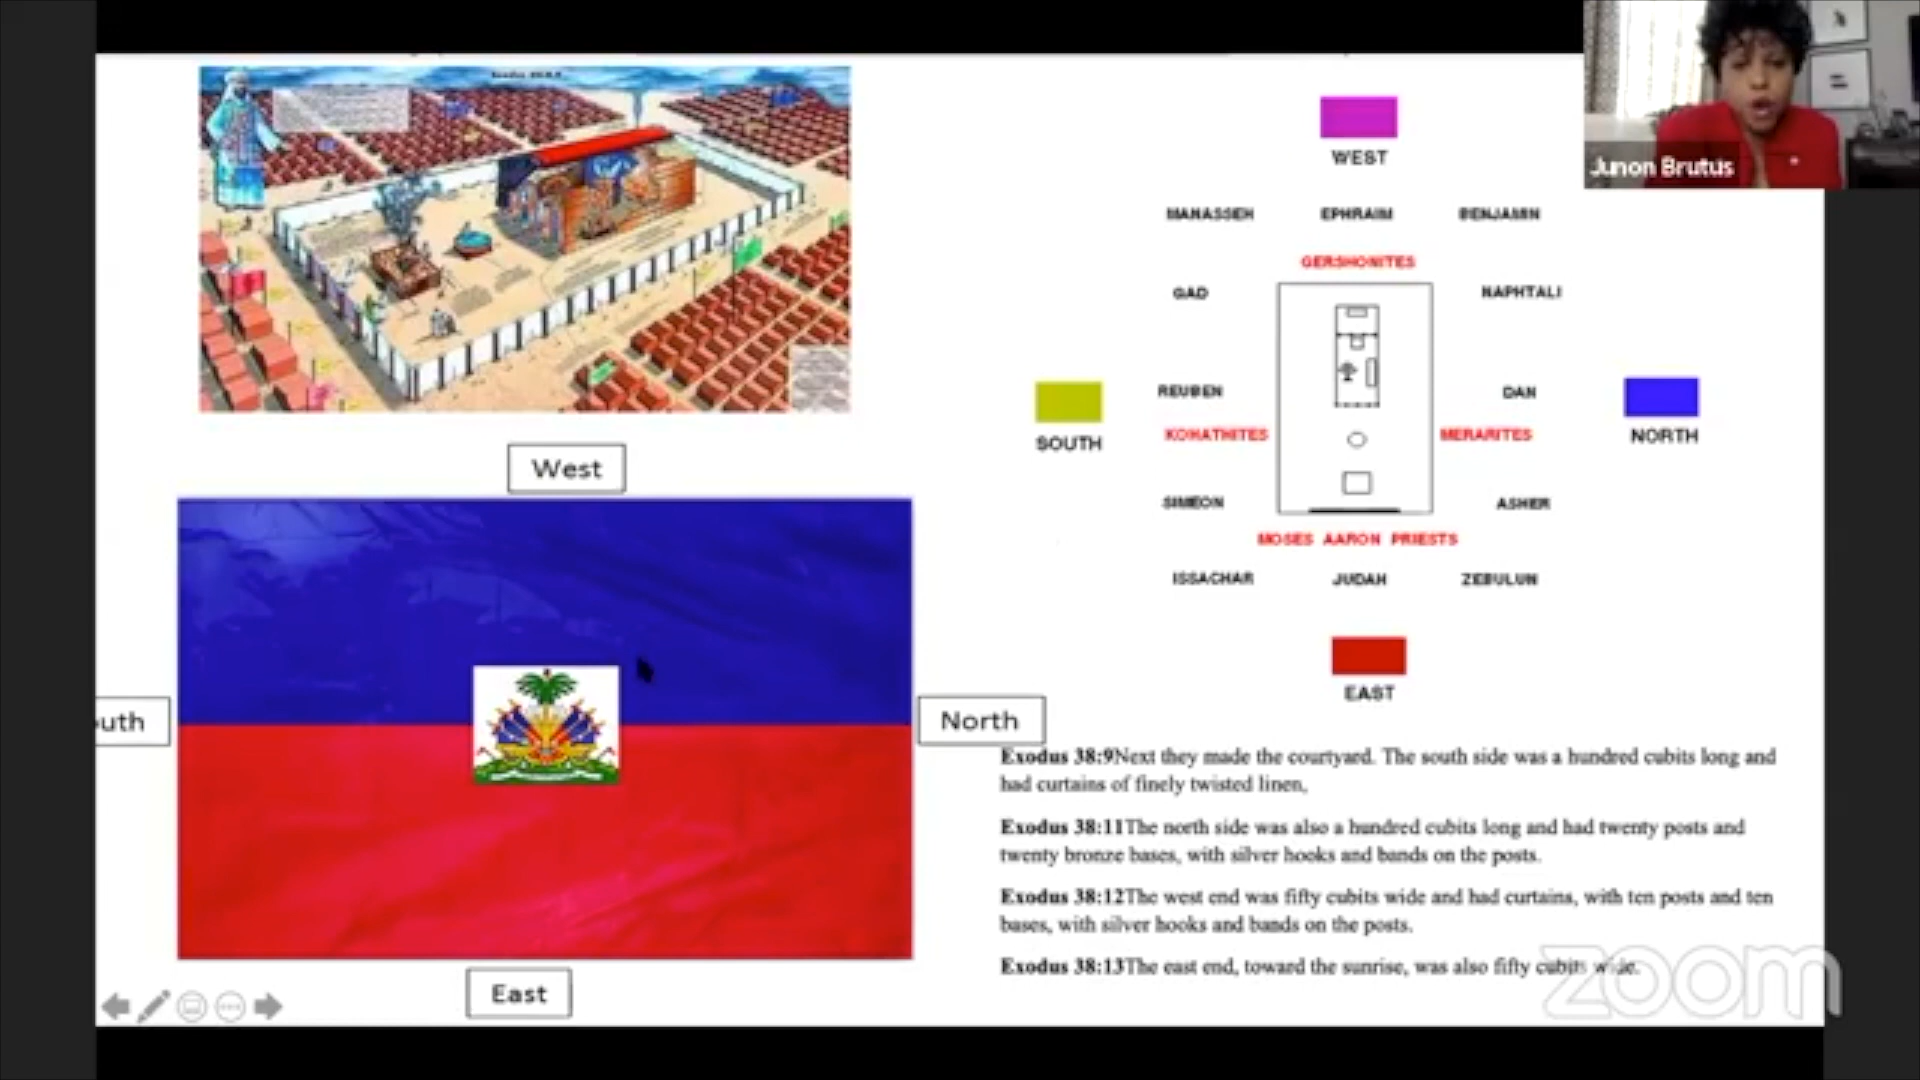 Junon Brutus
WEST
MANASSEH EPHRAIM BENJAMIN
GERSHONITES
GAD NAPHTALI
REUBEN DAN
SOUTH KOHATHITES MERARITES NORTH
SIMEON ASHER
MOSES AARON PRIESTS
ISSACHAR JUDAH ZEBULUN
EAST
West
outh
North
East
Exodus 38:9Next they made the courtyard. The south side was a hundred cubits long and
had curtains of finely twisted linen,
Exodus 38:11The north side was also a hundred cubits long and had twenty posts and
twenty bronze bases, with silver hooks and bands on the posts.
Exodus 38:12The west end was fifty cubits wide and had curtains, with ten posts and ten
bases, with silver hooks and bands on the posts.
Exodus 38:13The east end, toward the sunrise, was also fifty cubits wide.
zoom